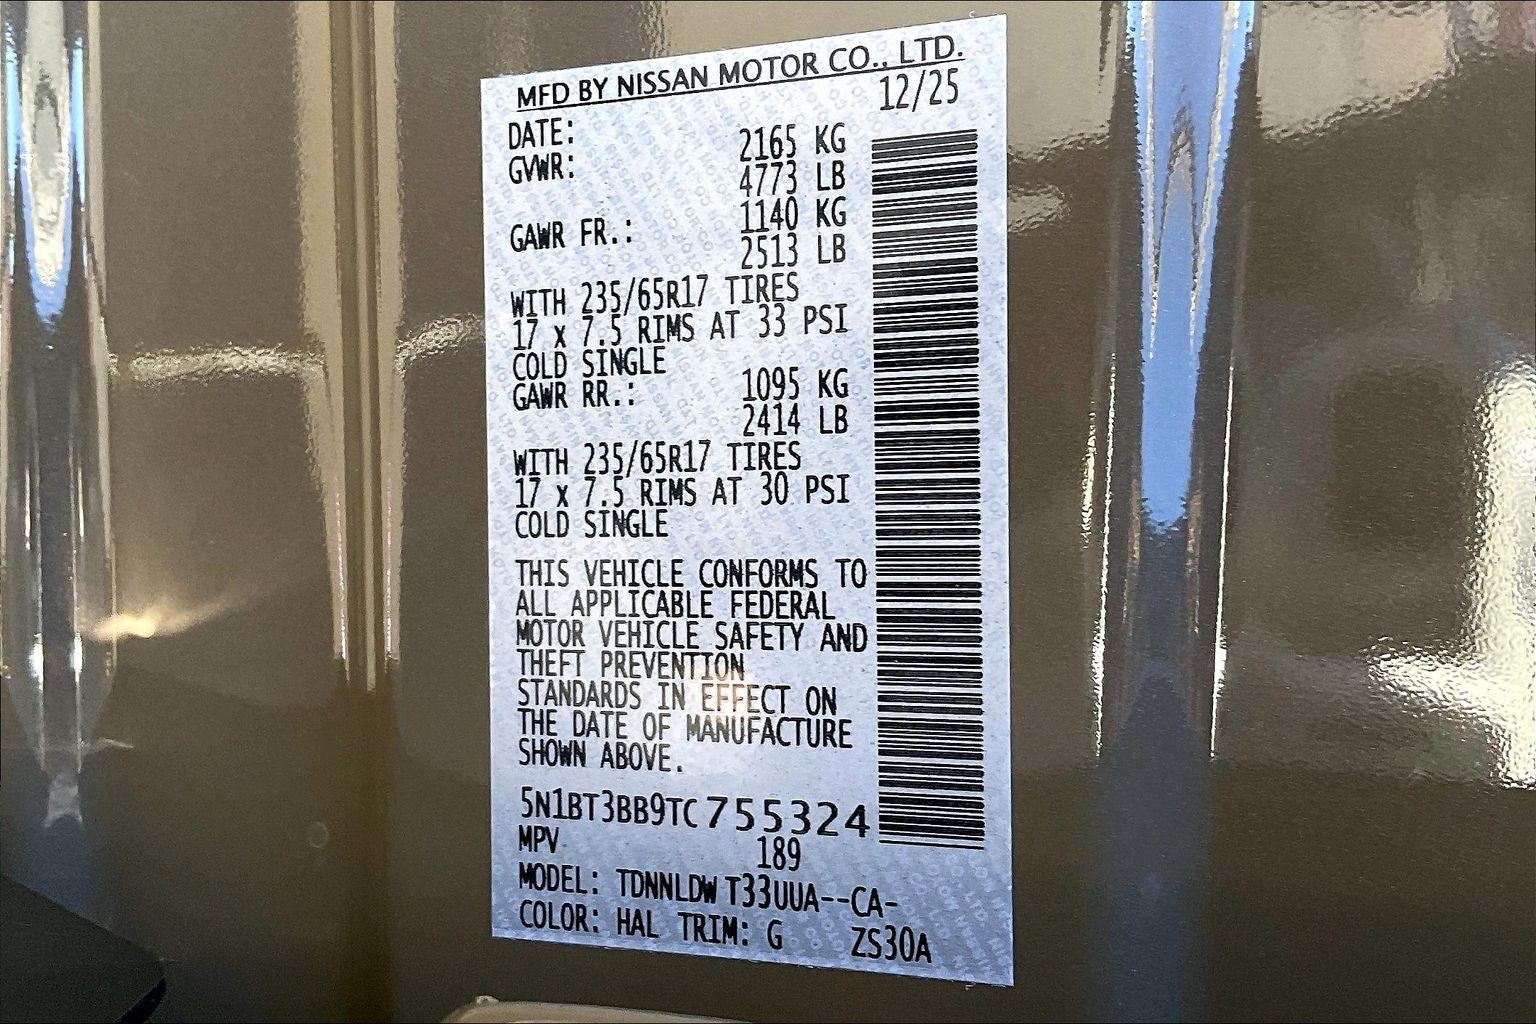 MFD BY NISSAN MOTOR CO., LTD.
DATE: 12/25
GVWR: 2165 KG
4773 LB
GAWR FR.: 1140 KG
2513 LB
WITH 235/65R17 TIRES
17 x 7.5 RIMS AT 33 PSI
COLD SINGLE
GAWR RR.: 1095 KG
2414 LB
WITH 235/65R17 TIRES
17 x 7.5 RIMS AT 30 PSI
COLD SINGLE
THIS VEHICLE CONFORMS TO
ALL APPLICABLE FEDERAL
MOTOR VEHICLE SAFETY AND
THEFT PREVENTION
STANDARDS IN EFFECT ON
THE DATE OF MANUFACTURE
SHOWN ABOVE.
5N1BT3BB9TC755324
MPV 189
MODEL: TDNNLDW T33UUA--CA-
COLOR: HAL TRIM: G ZS30A